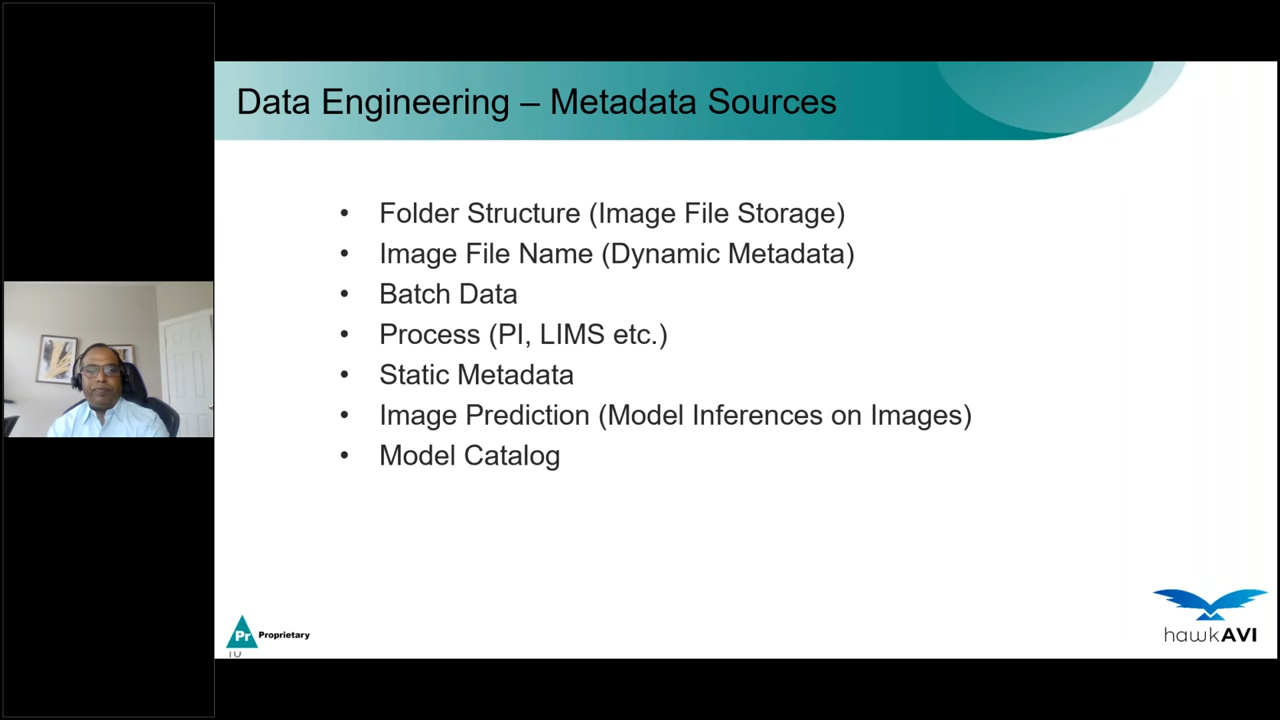 Data Engineering – Metadata Sources
• Folder Structure (Image File Storage)
• Image File Name (Dynamic Metadata)
• Batch Data
• Process (PI, LIMS etc.)
• Static Metadata
• Image Prediction (Model Inferences on Images)
• Model Catalog
Pr Proprietary
10
hawkAVI